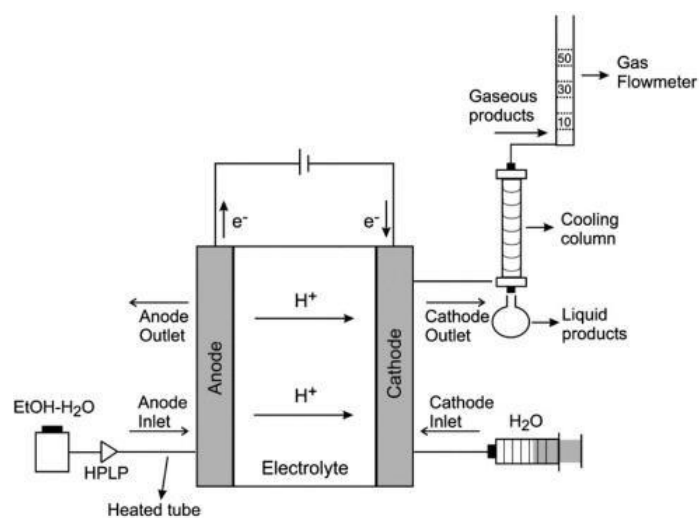 50
30
10
Gas
Flowmeter
Gaseous
products
e-
e-
Cooling
column
H+
Anode
Outlet
Cathode
Outlet
Liquid
products
Anode
Cathode
H+
EtOH-H2O
Anode
Inlet
Cathode
Inlet
H2O
HPLP
Electrolyte
Heated tube